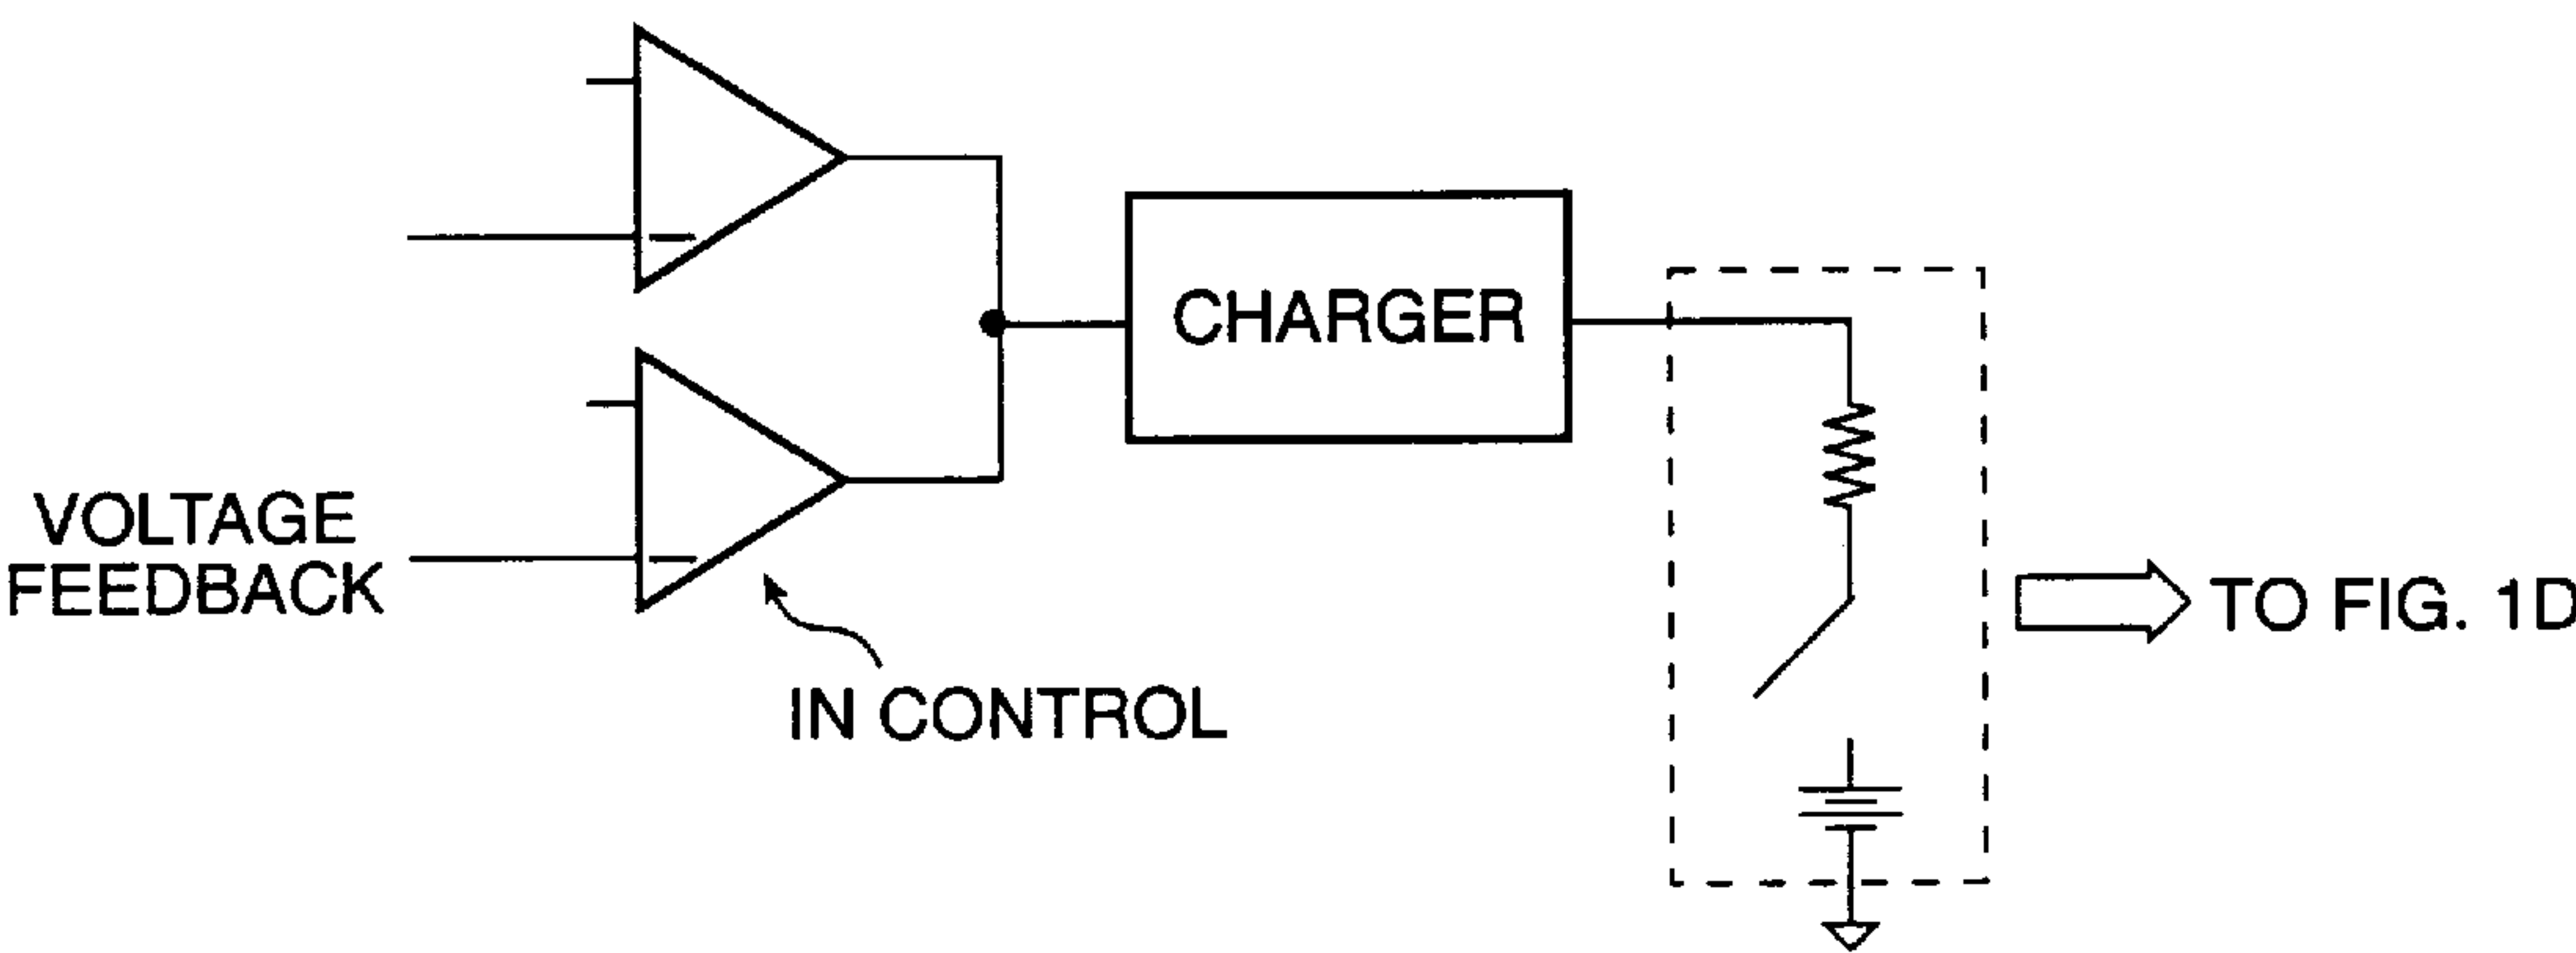 CHARGER
VOLTAGE
FEEDBACK
IN CONTROL
TO FIG. 1D